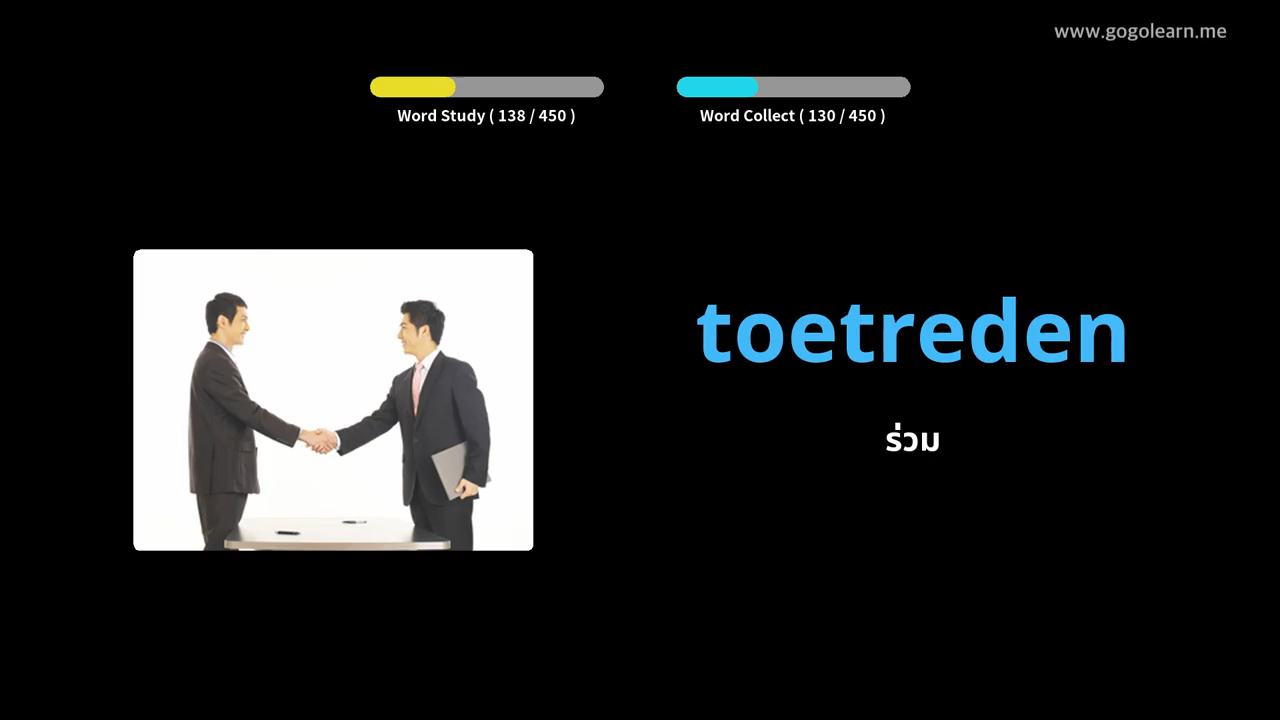 www.gogolearn.me
Word Study ( 138 / 450 )
Word Collect ( 130 / 450 )
toetreden
ร่วม